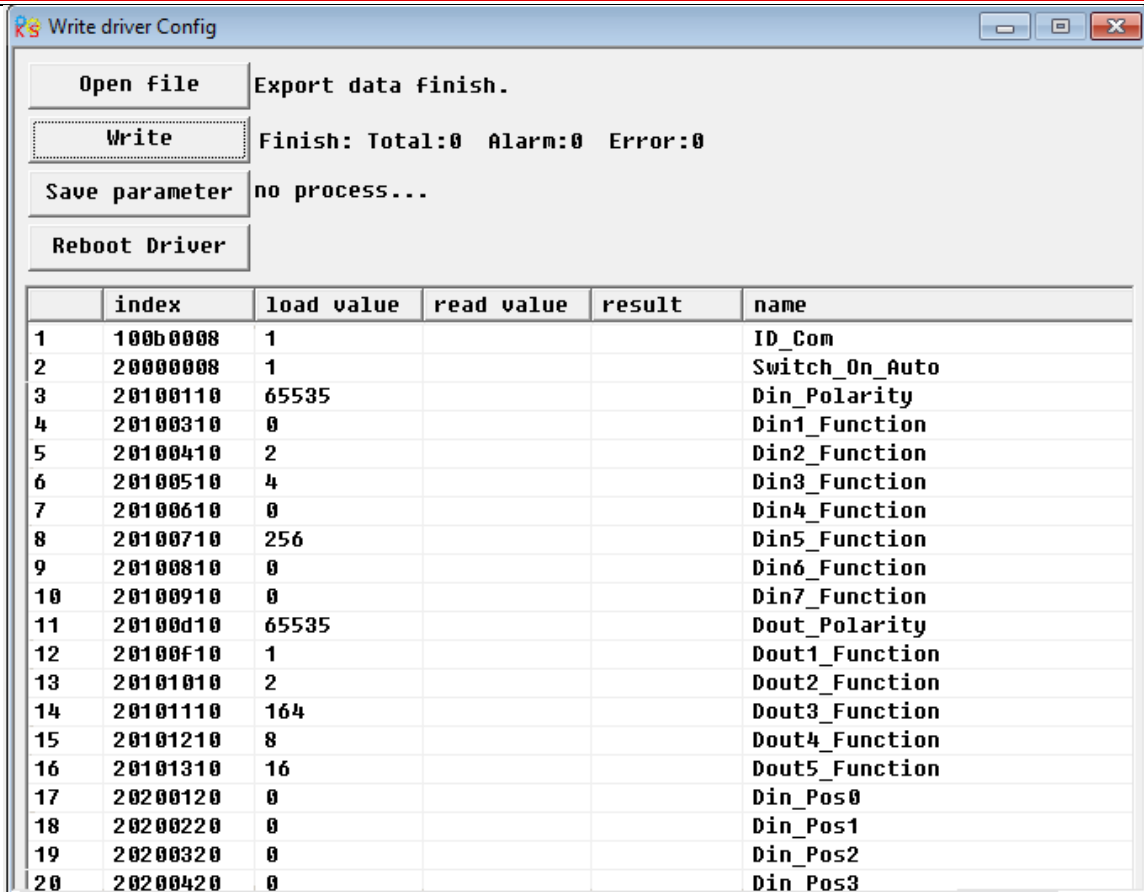 Write driver Config
Open file Export data finish.
Write Finish: Total:0 Alarm:0 Error:0
Save parameter no process...
Reboot Driver
index load value read value result name
1 100b0008 1 ID_Com
2 20000008 1 Switch_On_Auto
3 20100110 65535 Din_Polarity
4 20100310 0 Din1_Function
5 20100410 2 Din2_Function
6 20100510 4 Din3_Function
7 20100610 0 Din4_Function
8 20100710 256 Din5_Function
9 20100810 0 Din6_Function
10 20100910 0 Din7_Function
11 20100d10 65535 Dout_Polarity
12 20100f10 1 Dout1_Function
13 20101010 2 Dout2_Function
14 20101110 164 Dout3_Function
15 20101210 8 Dout4_Function
16 20101310 16 Dout5_Function
17 20200120 0 Din_Pos0
18 20200220 0 Din_Pos1
19 20200320 0 Din_Pos2
20 20200420 0 Din_Pos3